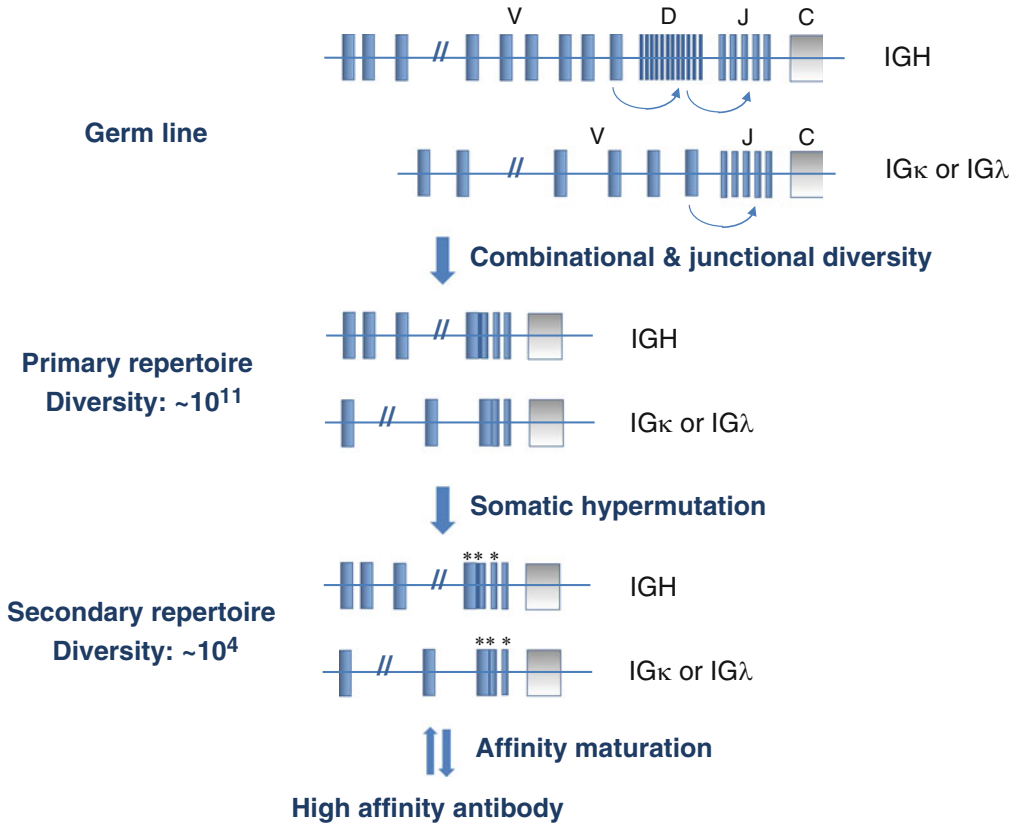 V D J C
// IGH
Germ line
V J C
// IGκ or IGλ
Combinational & junctional diversity
// IGH
Primary repertoire
Diversity: ~10¹¹
// IGκ or IGλ
Somatic hypermutation
** *
// IGH
Secondary repertoire
** *
Diversity: ~10⁴
// IGκ or IGλ
Affinity maturation
High affinity antibody